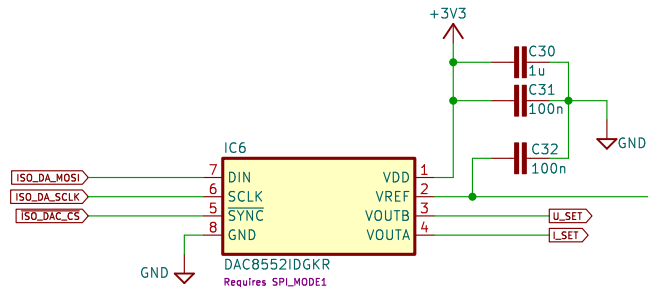 +3V3
C30
1u
C31
100n
GND
C32
100n
IC6
ISO_DA_MOSI 7 DIN VDD 1
ISO_DA_SCLK 6 SCLK VREF 2
ISO_DAC_CS 5 SYNC VOUTB 3 U_SET
8 GND VOUTA 4 I_SET
GND
DAC8552IDGKR
Requires SPI_MODE1